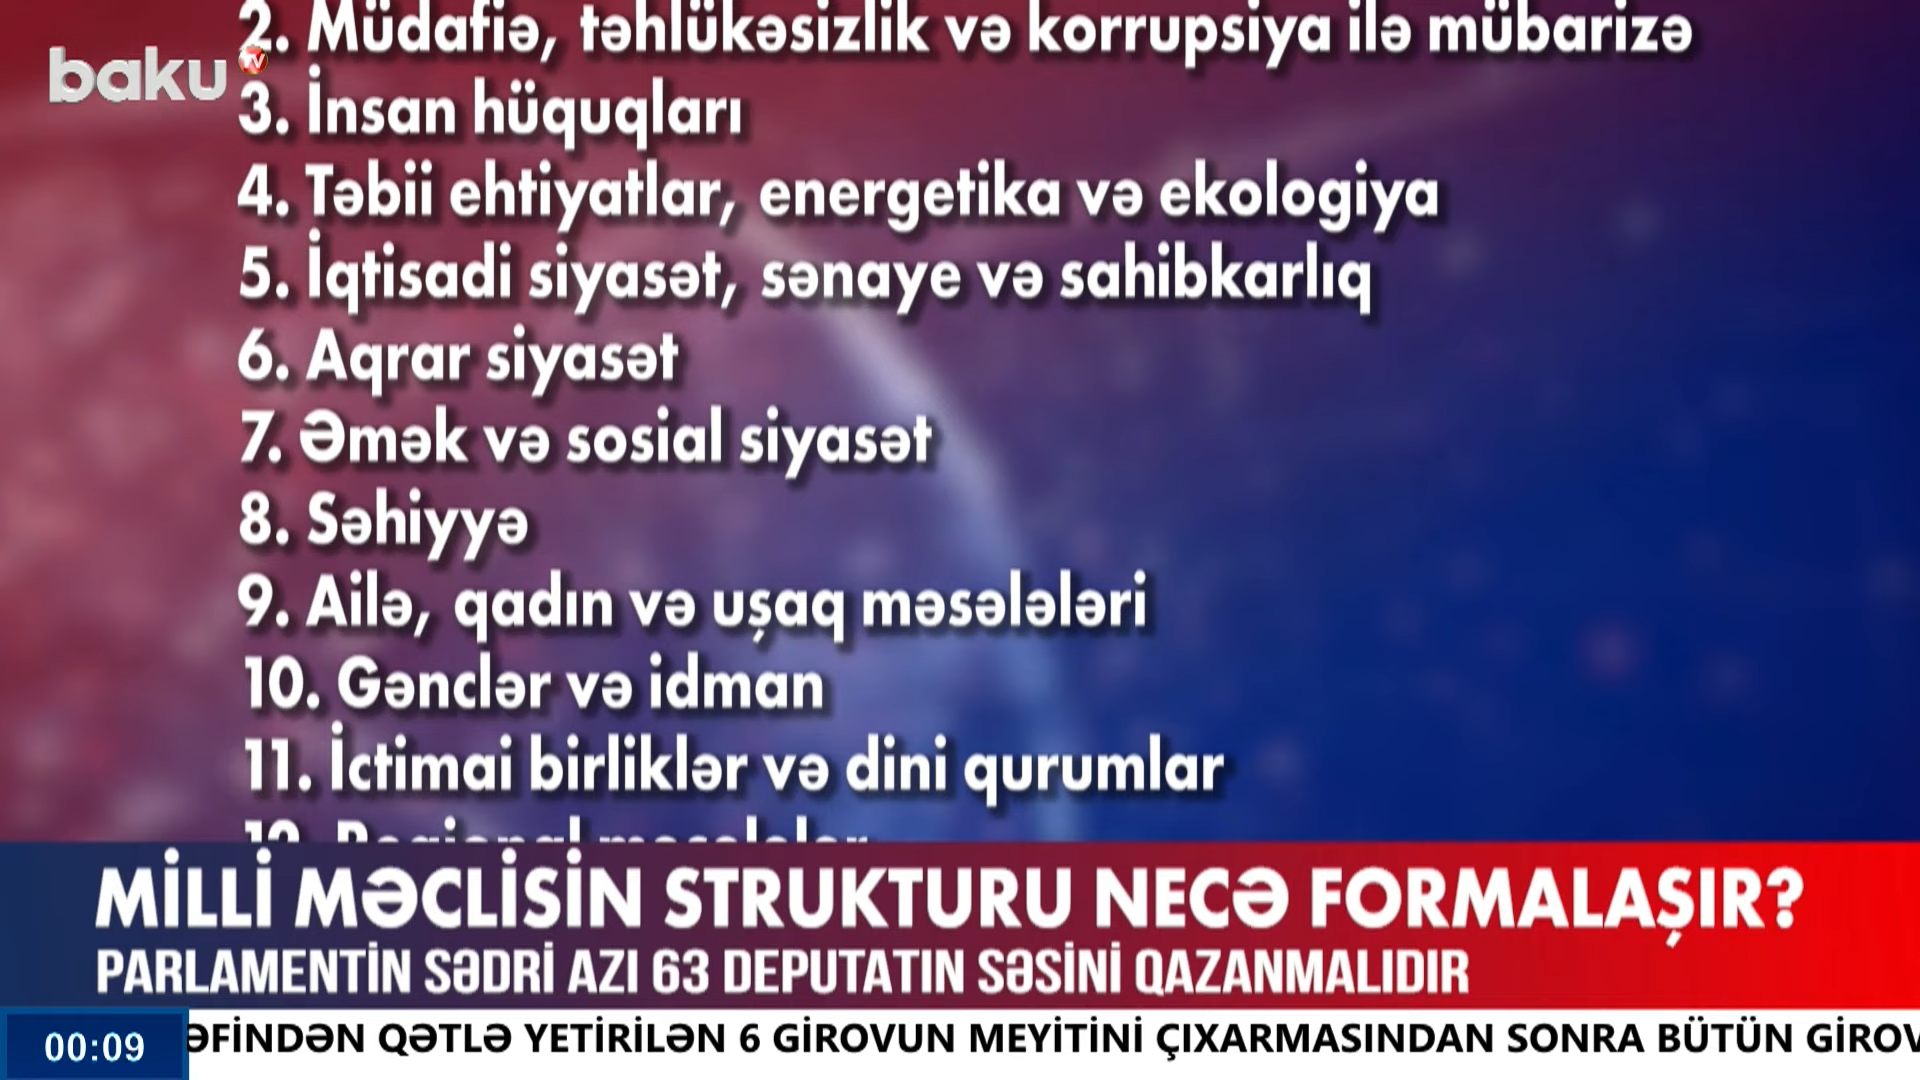 2. Müdafiə, təhlükəsizlik və korrupsiya ilə mübarizə
baku TV
3. İnsan hüquqları
4. Təbii ehtiyatlar, energetika və ekologiya
5. İqtisadi siyasət, sənaye və sahibkarlıq
6. Aqrar siyasət
7. Əmək və sosial siyasət
8. Səhiyyə
9. Ailə, qadın və uşaq məsələləri
10. Gənclər və idman
11. İctimai birliklər və dini qurumlar
12. Regional məsələlər
MİLLİ MƏCLİSİN STRUKTURU NECƏ FORMALAŞIR?
PARLAMENTİN SƏDRİ AZI 63 DEPUTATIN SƏSİNİ QAZANMALIDIR
00:09 ƏFİNDƏN QƏTLƏ YETİRİLƏN 6 GİROVUN MEYİTİNİ ÇIXARMASINDAN SONRA BÜTÜN GİROV